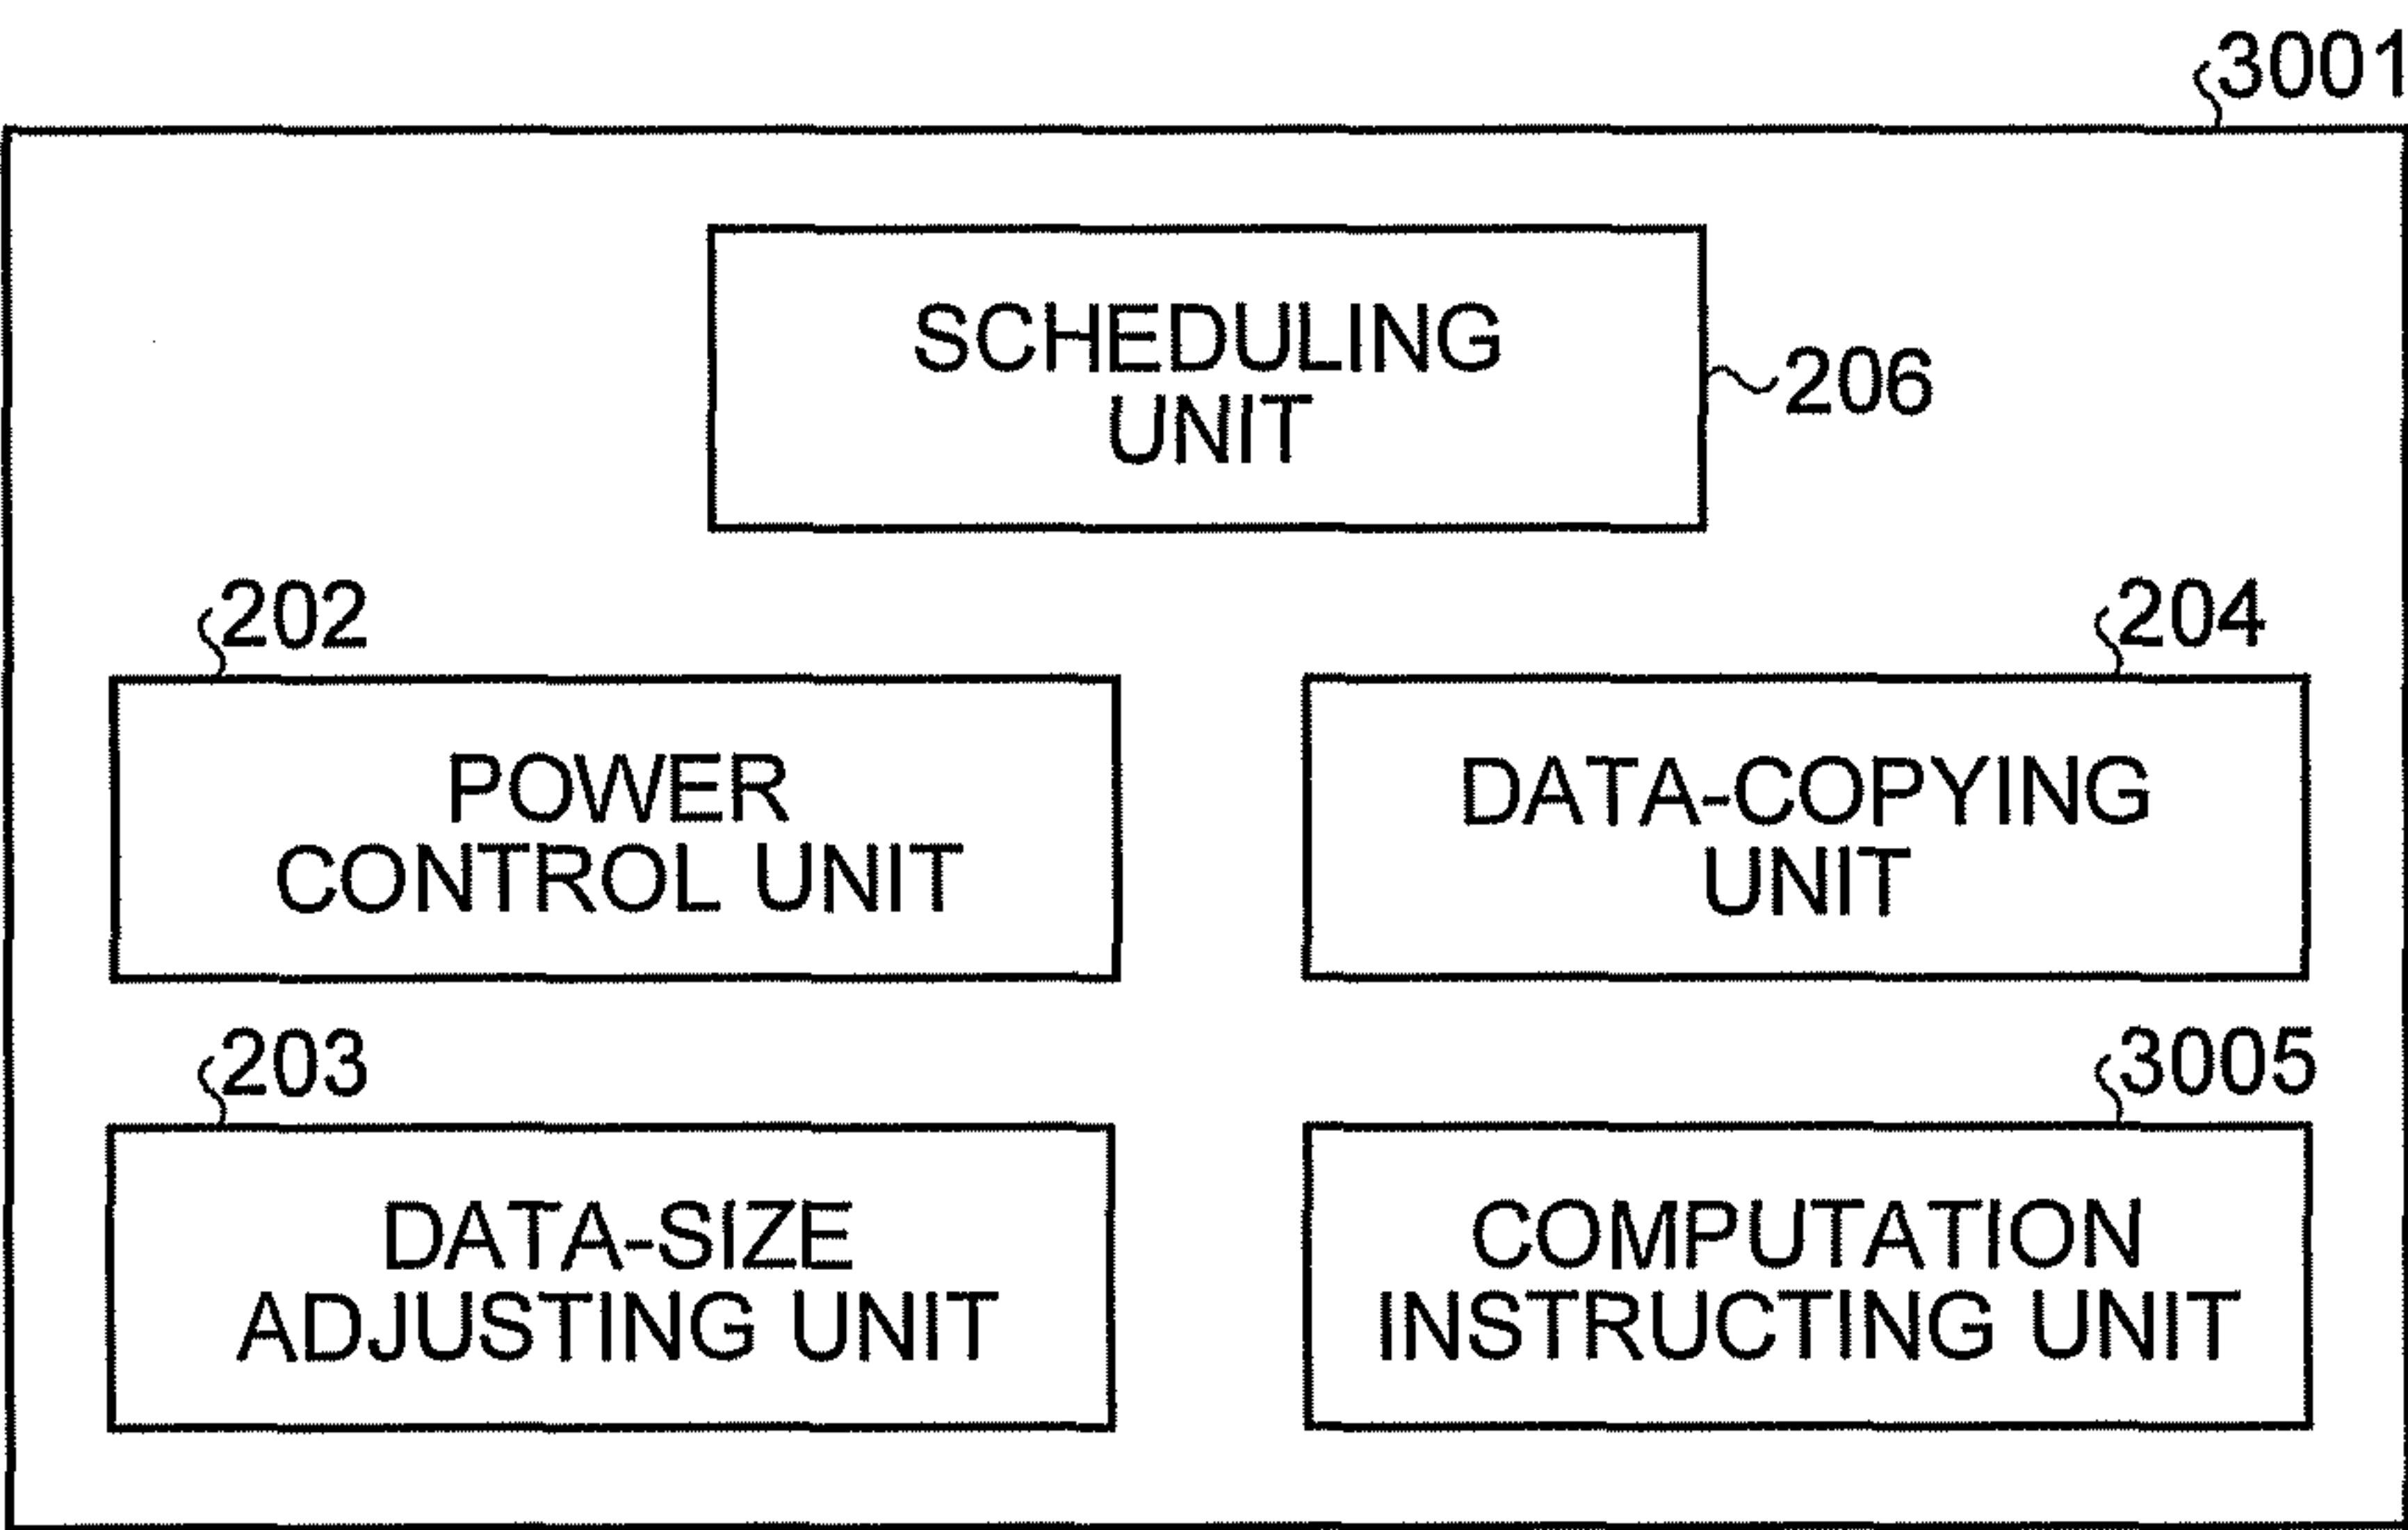 3001
SCHEDULING
UNIT
206
202
POWER
CONTROL UNIT
204
DATA-COPYING
UNIT
203
DATA-SIZE
ADJUSTING UNIT
3005
COMPUTATION
INSTRUCTING UNIT